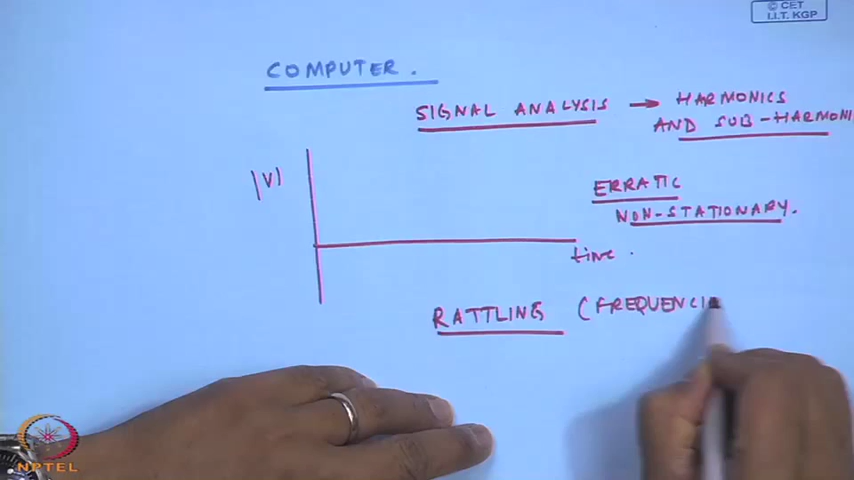 © CET
I.I.T. KGP
COMPUTER.
SIGNAL ANALYSIS → HARMONICS
AND SUB-HARMONI
|V|
ERRATIC
NON-STATIONARY.
time.
RATTLING (FREQUENCI
NPTEL